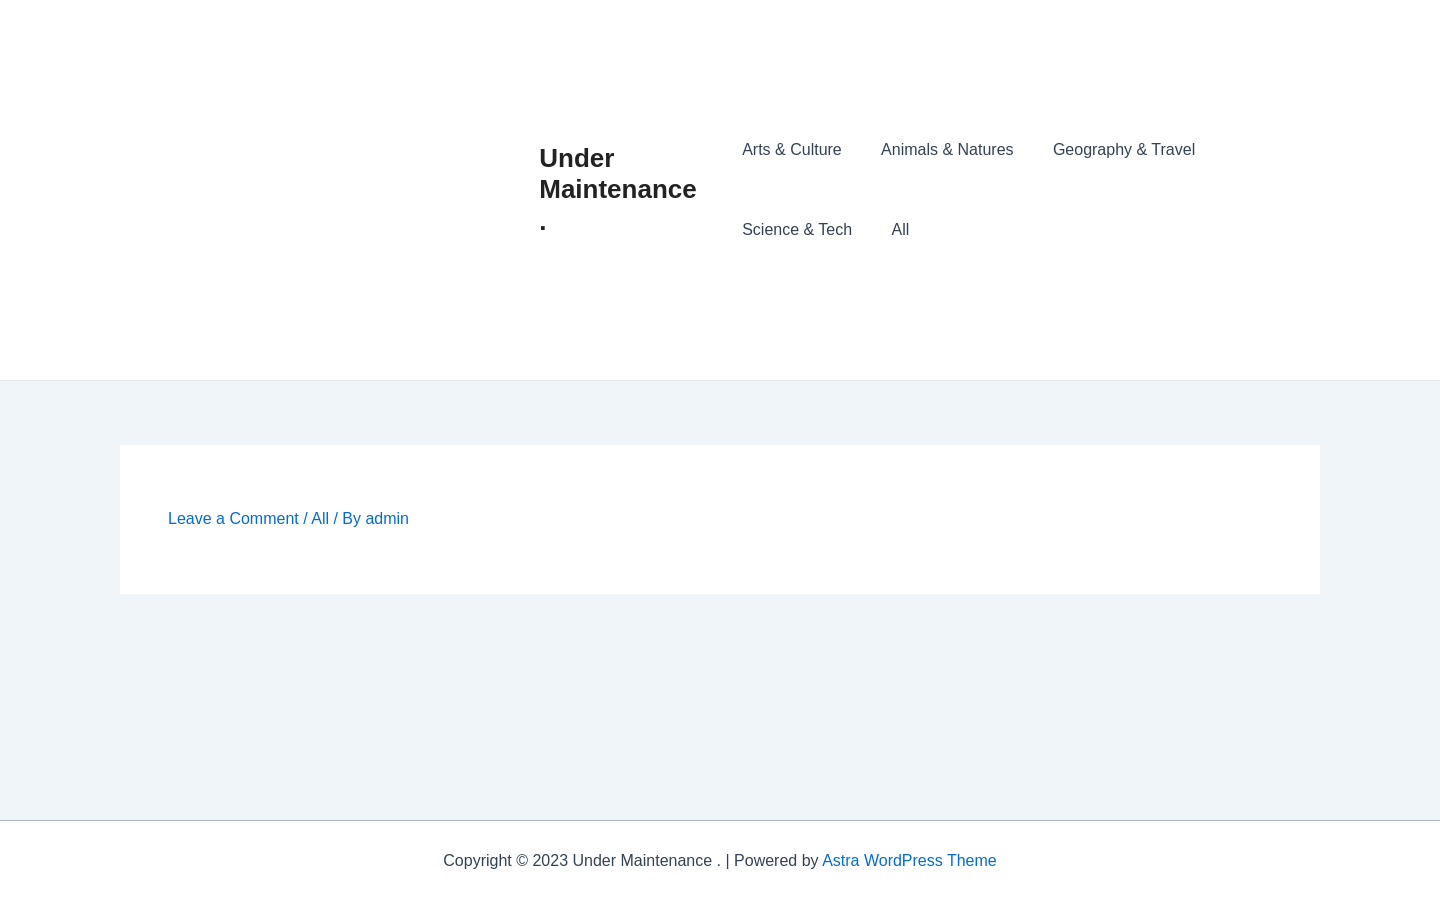 Under
Maintenance
.
Arts & Culture Animals & Natures Geography & Travel
Science & Tech All
Leave a Comment / All / By admin
Copyright © 2023 Under Maintenance . | Powered by Astra WordPress Theme